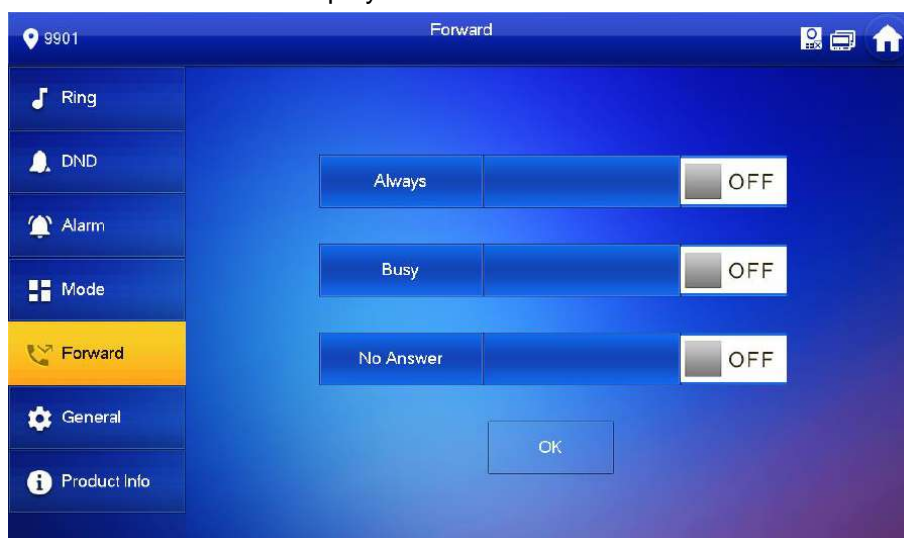 9901
Forward
Ring
DND
Alarm
Mode
Forward
General
Product Info
Always
OFF
Busy
OFF
No Answer
OFF
OK